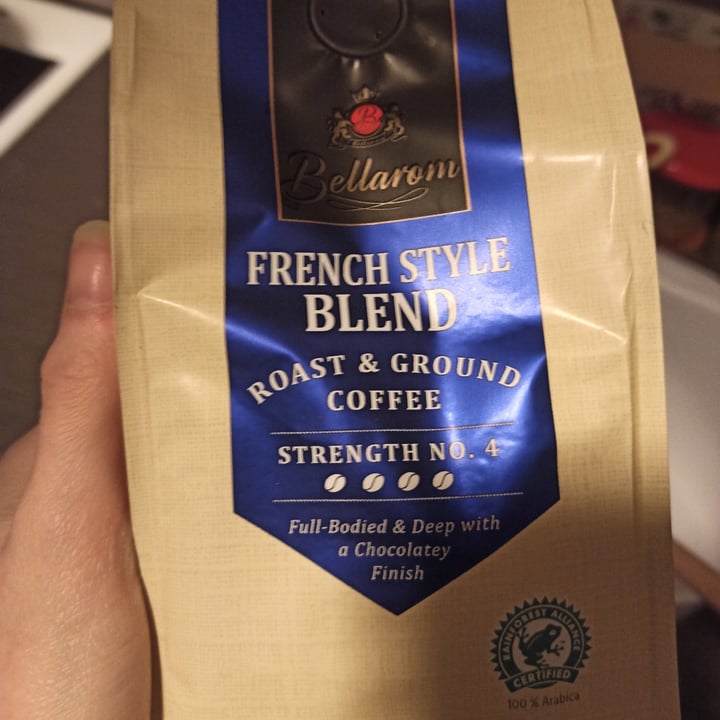 B
Bellarom
FRENCH STYLE
BLEND
ROAST & GROUND
COFFEE
STRENGTH NO. 4
Full-Bodied & Deep with
a Chocolatey
Finish
RAINFOREST ALLIANCE
CERTIFIED
100 % Arabica